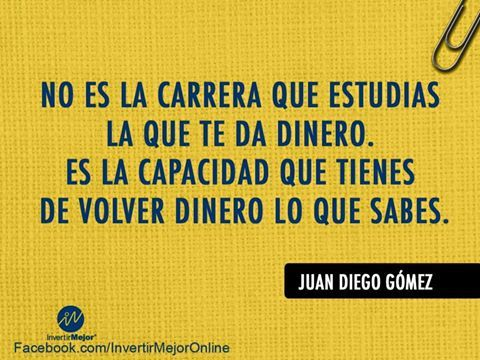 NO ES LA CARRERA QUE ESTUDIAS
LA QUE TE DA DINERO.
ES LA CAPACIDAD QUE TIENES
DE VOLVER DINERO LO QUE SABES.
JUAN DIEGO GÓMEZ
InvertirMejor®
Facebook.com/InvertirMejorOnline